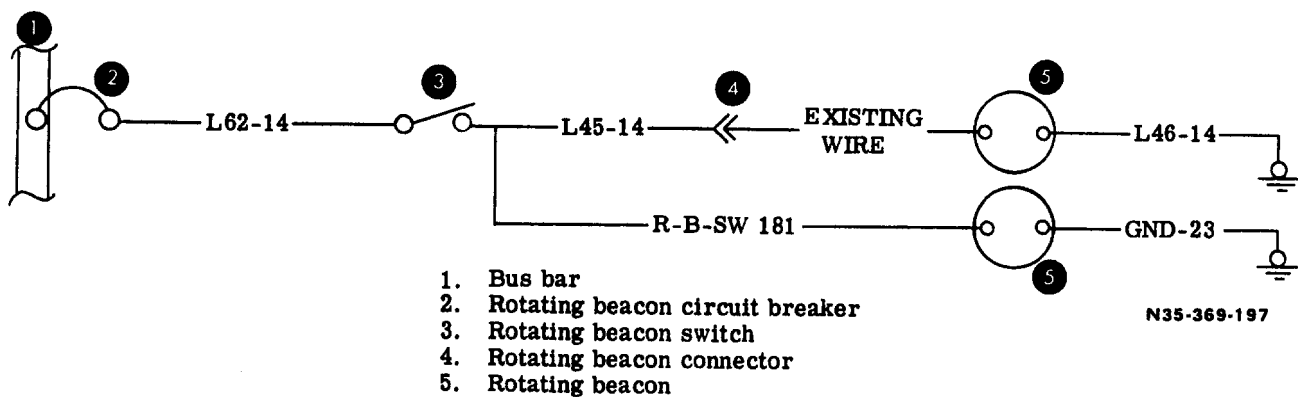 1
2
3
4
5
L62-14
L45-14
EXISTING
WIRE
L46-14
R-B-SW 181
GND-23
5
1. Bus bar
2. Rotating beacon circuit breaker
3. Rotating beacon switch
4. Rotating beacon connector
5. Rotating beacon
N35-369-197